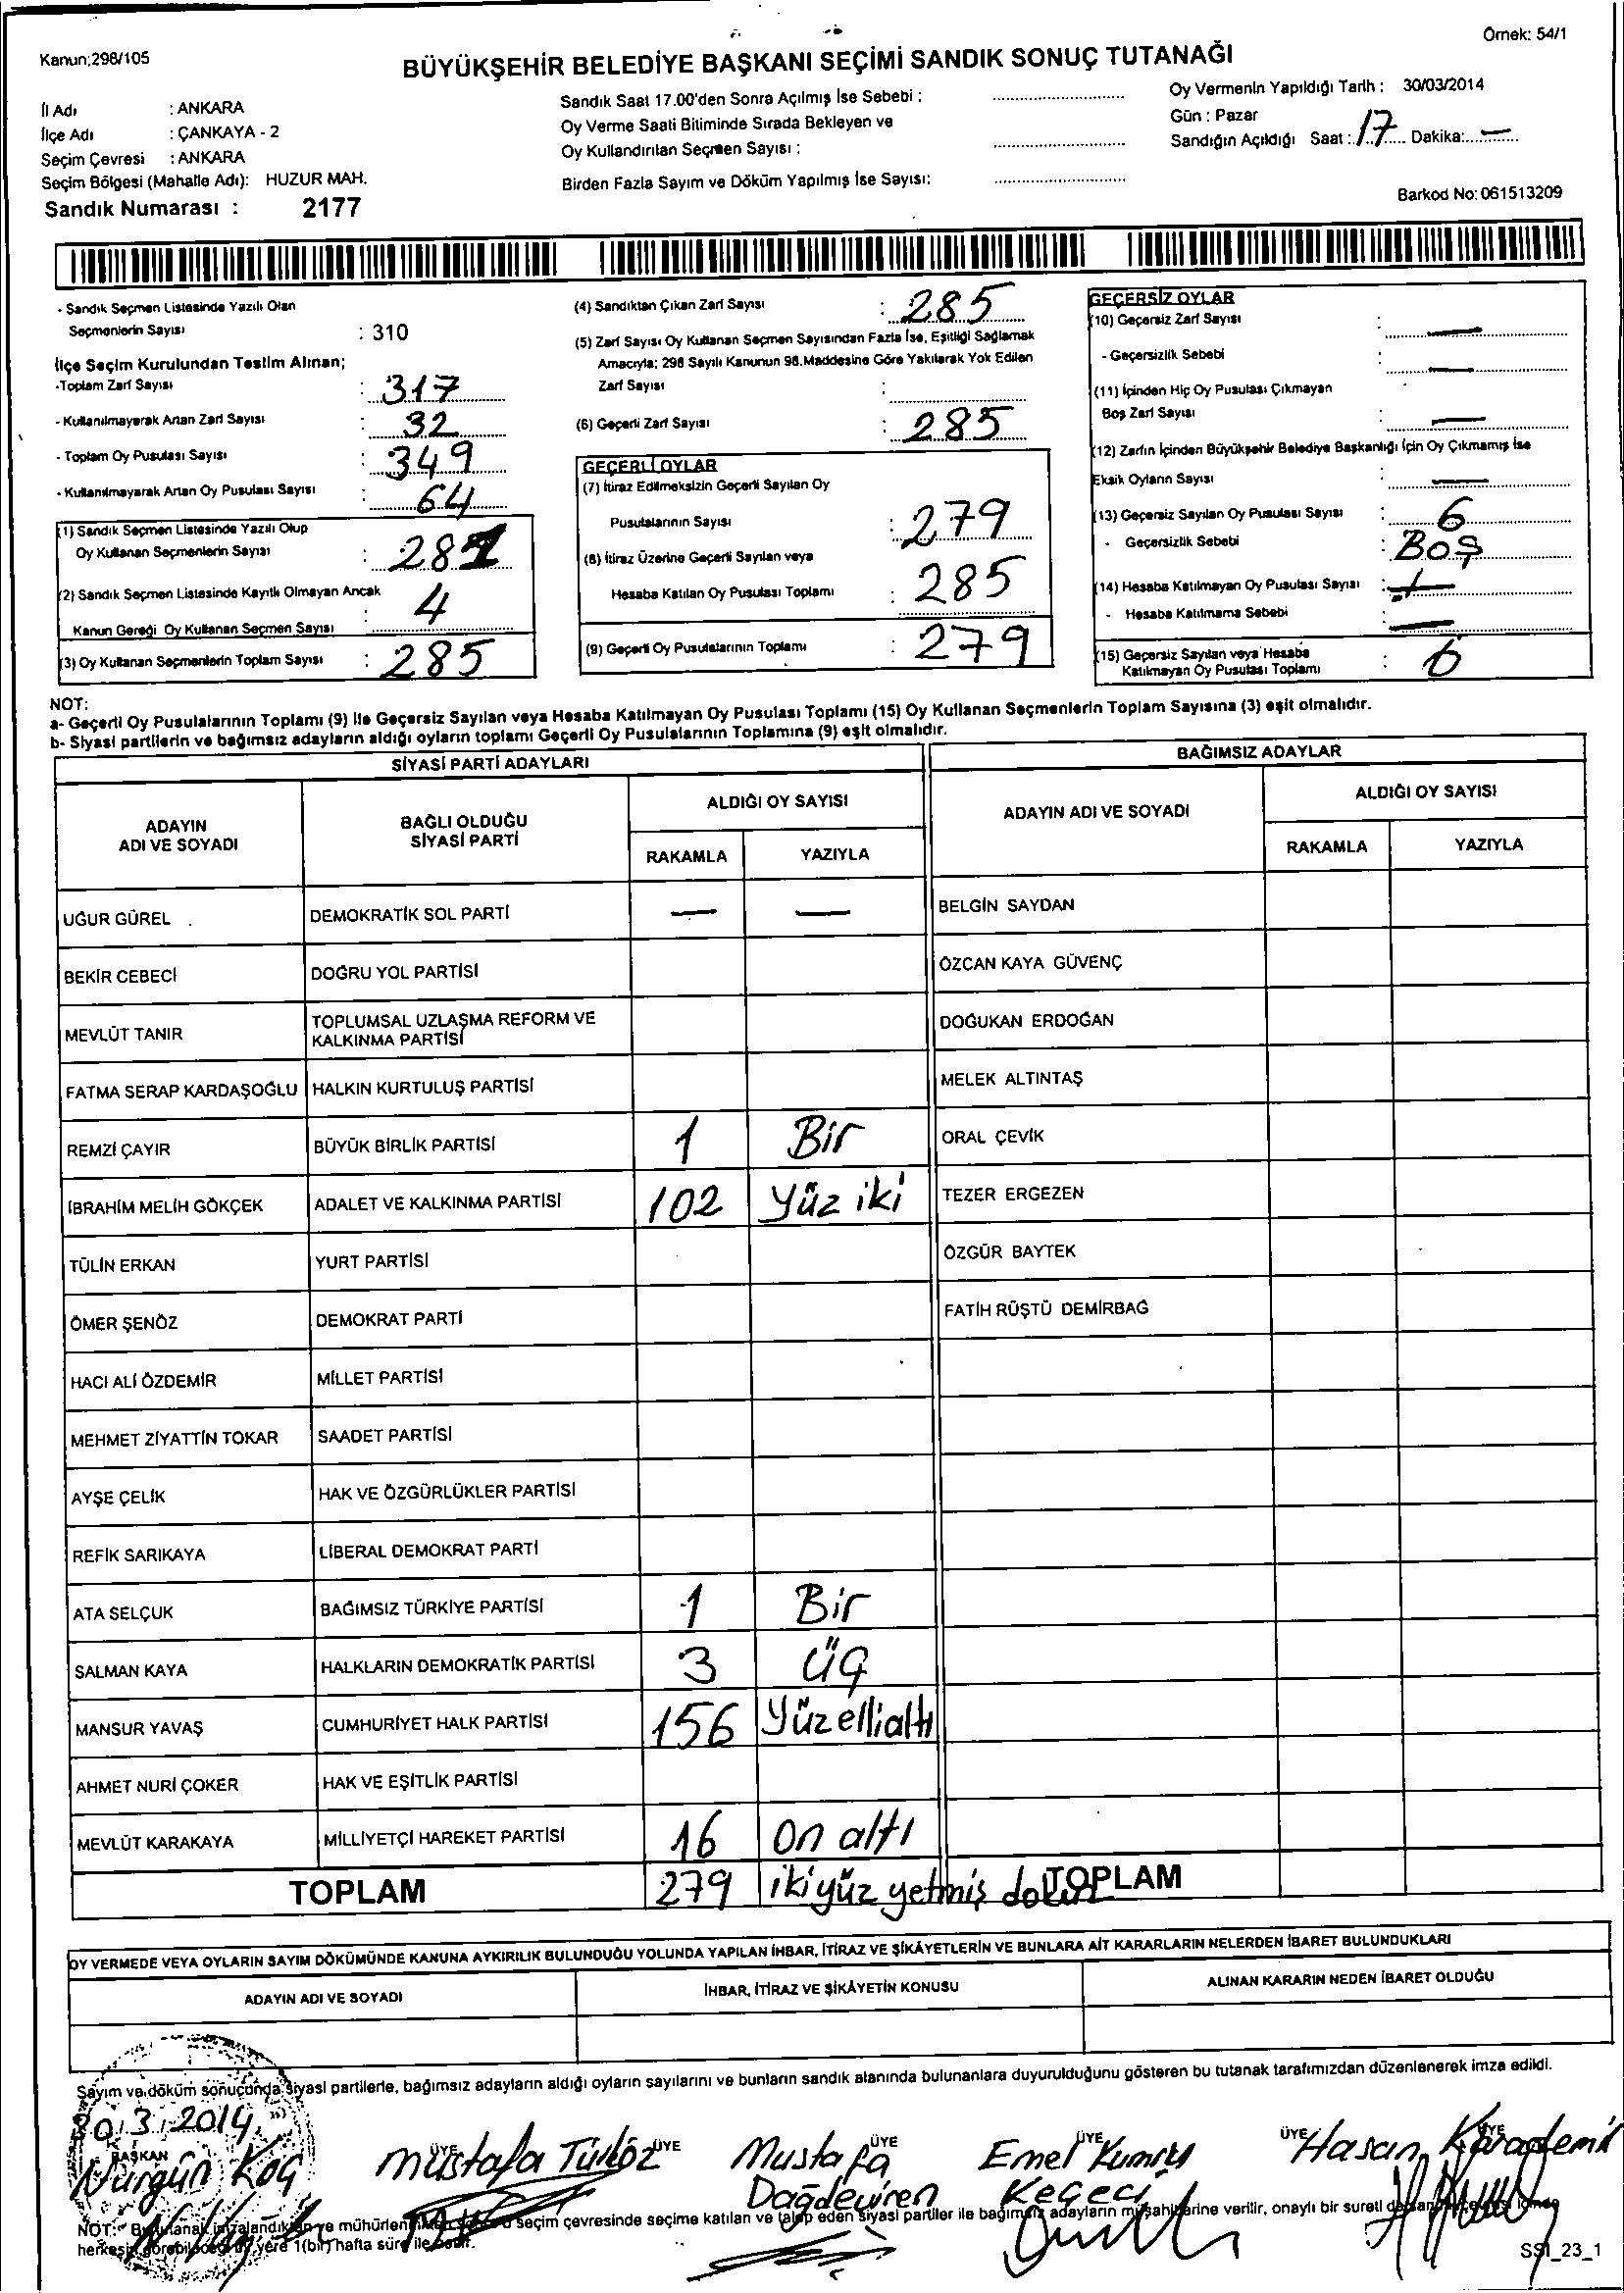 Örnek: 54/1
Kanun;298/105
BÜYÜKŞEHİR BELEDİYE BAŞKANI SEÇİMİ SANDIK SONUÇ TUTANAĞI
İl Adı : ANKARA
İlçe Adı : ÇANKAYA - 2
Seçim Çevresi : ANKARA
Seçim Bölgesi (Mahalle Adı): HUZUR MAH.
Sandık Numarası : 2177
Sandık Saat 17.00'den Sonra Açılmış İse Sebebi :
Oy Verme Saati Bitiminde Sırada Bekleyen ve
Oy Kullandırılan Seçmen Sayısı :
Birden Fazla Sayım ve Döküm Yapılmış İse Sayısı:
Oy Vermenin Yapıldığı Tarih : 30/03/2014
Gün : Pazar
Sandığın Açıldığı Saat : 17 Dakika: —
Barkod No: 061513209
- Sandık Seçmen Listesinde Yazılı Olan
Seçmenlerin Sayısı : 310
İlçe Seçim Kurulundan Teslim Alınan;
-Toplam Zarf Sayısı : 317
- Kullanılmayarak Artan Zarf Sayısı : 32
- Toplam Oy Pusulası Sayısı : 349
- Kullanılmayarak Artan Oy Pusulası Sayısı : 64
(1) Sandık Seçmen Listesinde Yazılı Olup
Oy Kullanan Seçmenlerin Sayısı : 281
(2) Sandık Seçmen Listesinde Kayıtlı Olmayan Ancak
Kanun Gereği Oy Kullanan Seçmen Sayısı : 4
(3) Oy Kullanan Seçmenlerin Toplam Sayısı : 285
(4) Sandıktan Çıkan Zarf Sayısı : 285
(5) Zarf Sayısı Oy Kullanan Seçmen Sayısından Fazla İse, Eşitliği Sağlamak
Amacıyla; 298 Sayılı Kanunun 98.Maddesine Göre Yakılarak Yok Edilen
Zarf Sayısı :
(6) Geçerli Zarf Sayısı : 285
GEÇERLİ OYLAR
(7) İtiraz Edilmeksizin Geçerli Sayılan Oy
Pusulalarının Sayısı : 279
(8) İtiraz Üzerine Geçerli Sayılan veya
Hesaba Katılan Oy Pusulası Toplamı : 285
(9) Geçerli Oy Pusulalarının Toplamı : 279
GEÇERSİZ OYLAR
(10) Geçersiz Zarf Sayısı : —
- Geçersizlik Sebebi : —
(11) İçinden Hiç Oy Pusulası Çıkmayan
Boş Zarf Sayısı : —
(12) Zarfın İçinden Büyükşehir Belediye Başkanlığı İçin Oy Çıkmamış İse
Eksik Oyların Sayısı : —
(13) Geçersiz Sayılan Oy Pusulası Sayısı : 6
- Geçersizlik Sebebi : Boş
(14) Hesaba Katılmayan Oy Pusulası Sayısı : —
- Hesaba Katılmama Sebebi : —
(15) Geçersiz Sayılan veya Hesaba
Katılmayan Oy Pusulası Toplamı : 6
NOT:
a- Geçerli Oy Pusulalarının Toplamı (9) ile Geçersiz Sayılan veya Hesaba Katılmayan Oy Pusulası Toplamı (15) Oy Kullanan Seçmenlerin Toplam Sayısına (3) eşit olmalıdır.
b- Siyasi partilerin ve bağımsız adayların aldığı oyların toplamı Geçerli Oy Pusulalarının Toplamına (9) eşit olmalıdır.
SİYASİ PARTİ ADAYLARI
ADAYIN ADI VE SOYADI BAĞLI OLDUĞU SİYASİ PARTİ ALDIĞI OY SAYISI RAKAMLA YAZIYLA
UĞUR GÜREL DEMOKRATİK SOL PARTİ — —
BEKİR CEBECİ DOĞRU YOL PARTİSİ
MEVLÜT TANIR TOPLUMSAL UZLAŞMA REFORM VE KALKINMA PARTİSİ
FATMA SERAP KARDAŞOĞLU HALKIN KURTULUŞ PARTİSİ
REMZİ ÇAYIR BÜYÜK BİRLİK PARTİSİ 1 Bir
İBRAHİM MELİH GÖKÇEK ADALET VE KALKINMA PARTİSİ 102 Yüz iki
TÜLİN ERKAN YURT PARTİSİ
ÖMER ŞENÖZ DEMOKRAT PARTİ
HACI ALİ ÖZDEMİR MİLLET PARTİSİ
MEHMET ZİYATTİN TOKAR SAADET PARTİSİ
AYŞE ÇELİK HAK VE ÖZGÜRLÜKLER PARTİSİ
REFİK SARIKAYA LİBERAL DEMOKRAT PARTİ
ATA SELÇUK BAĞIMSIZ TÜRKİYE PARTİSİ 1 Bir
SALMAN KAYA HALKLARIN DEMOKRATİK PARTİSİ 3 üç
MANSUR YAVAŞ CUMHURİYET HALK PARTİSİ 156 Yüzellialtı
AHMET NURİ ÇOKER HAK VE EŞİTLİK PARTİSİ
MEVLÜT KARAKAYA MİLLİYETÇİ HAREKET PARTİSİ 16 on altı
TOPLAM 279 ikiyüz yetmiş dokuz
BAĞIMSIZ ADAYLAR
ADAYIN ADI VE SOYADI ALDIĞI OY SAYISI RAKAMLA YAZIYLA
BELGİN SAYDAN
ÖZCAN KAYA GÜVENÇ
DOĞUKAN ERDOĞAN
MELEK ALTINTAŞ
ORAL ÇEVİK
TEZER ERGEZEN
ÖZGÜR BAYTEK
FATİH RÜŞTÜ DEMİRBAĞ
TOPLAM
OY VERMEDE VEYA OYLARIN SAYIM DÖKÜMÜNDE KANUNA AYKIRILIK BULUNDUĞU YOLUNDA YAPILAN İHBAR, İTİRAZ VE ŞİKÂYETLERİN VE BUNLARA AİT KARARLARIN NELERDEN İBARET BULUNDUKLARI
ADAYIN ADI VE SOYADI İHBAR, İTİRAZ VE ŞİKÂYETİN KONUSU ALINAN KARARIN NEDEN İBARET OLDUĞU
Sayım ve döküm sonucunda siyasi partilerle, bağımsız adayların aldığı oyların sayılarını ve bunların sandık alanında bulunanlara duyurulduğunu gösteren bu tutanak tarafımızdan düzenlenerek imza edildi.
30.3.2014
BAŞKAN ÜYE ÜYE ÜYE ÜYE ÜYE ÜYE
Nurgün Koç Mustafa Türköz Mustafa Dağdeviren Emel Kumru Keçeci Hasan Karademir
NOT: Bu tutanak imzalandıktan ve mühürlendikten seçim çevresinde seçime katılan ve talep eden siyasi partiler ile bağımsız adayların müşahitlerine verilir, onaylı bir sureti
herkesin görebileceği bir yere 1(bir) hafta süre ile asılır.
SS1_23_1